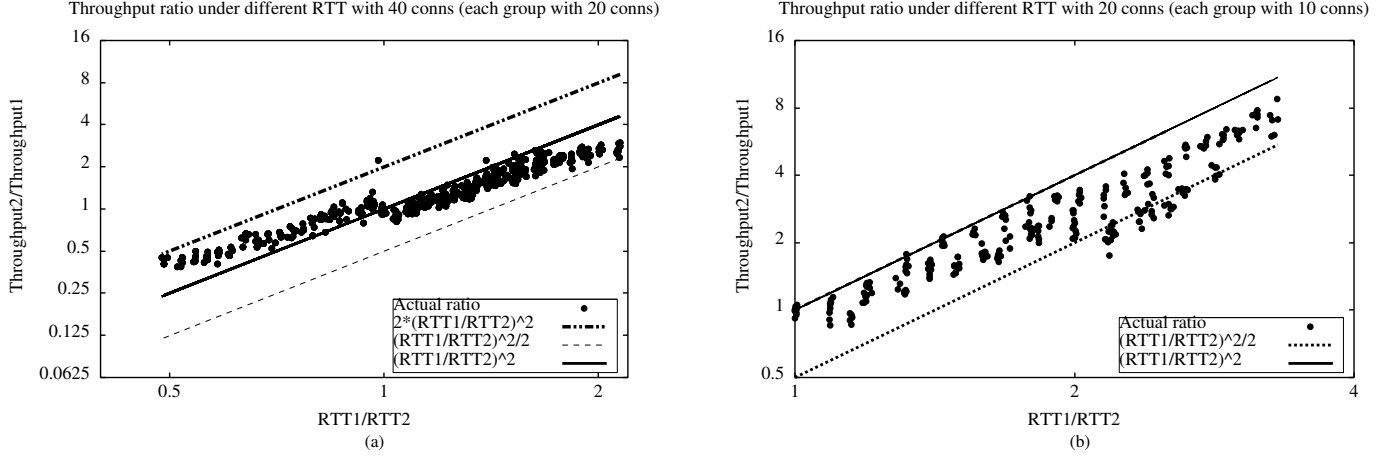 Throughput ratio under different RTT with 40 conns (each group with 20 conns)
16
8
4
2
1
0.5
0.25
0.125
0.0625
Throughput2/Throughput1
Actual ratio
2*(RTT1/RTT2)^2
(RTT1/RTT2)^2/2
(RTT1/RTT2)^2
0.5 1 2
RTT1/RTT2
(a)
Throughput ratio under different RTT with 20 conns (each group with 10 conns)
16
8
4
2
1
0.5
Throughput2/Throughput1
Actual ratio
(RTT1/RTT2)^2/2
(RTT1/RTT2)^2
1 2 4
RTT1/RTT2
(b)